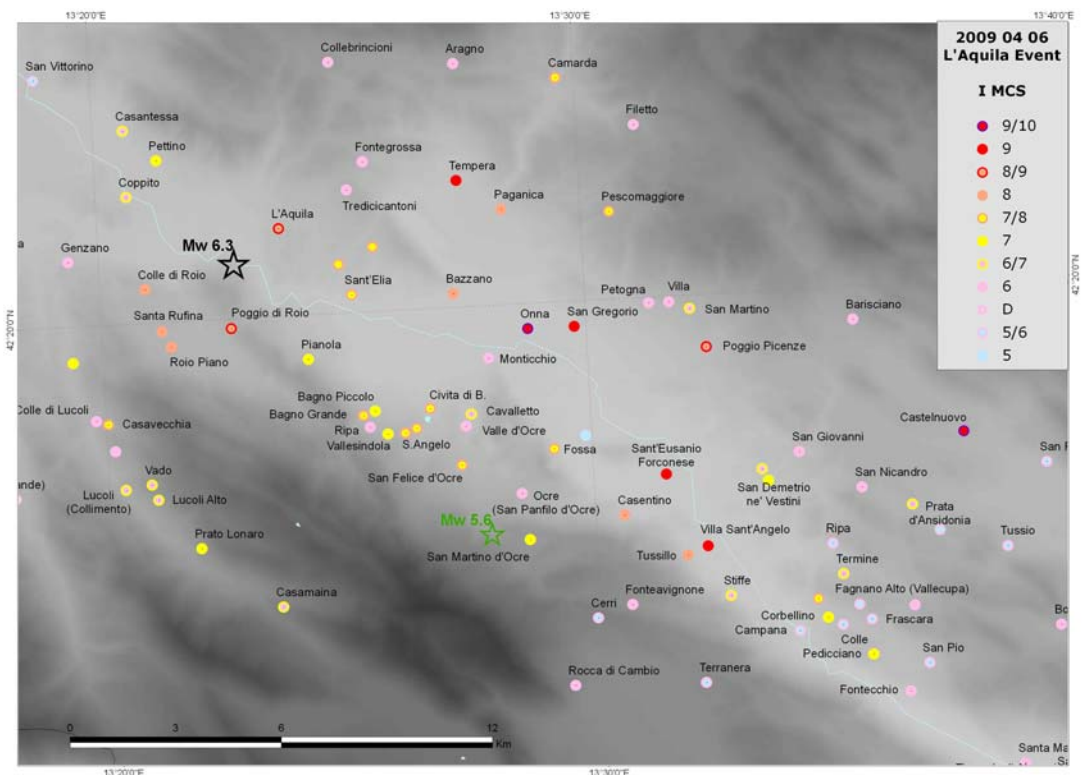 13°20'0"E
13°30'0"E
13°40'0"E
2009 04 06
L'Aquila Event
I MCS
9/10
9
8/9
8
7/8
7
6/7
6
D
5/6
5
San Vittorino
Collebrincioni
Aragno
Camarda
Casantessa
Filetto
Pettino
Fontegrossa
Tempera
Coppito
Tredicicantoni
Paganica
Pescomaggiore
L'Aquila
a
Genzano
Mw 6.3
Colle di Roio
Sant'Elia
Bazzano
Petogna
Villa
San Martino
Barisciano
42°20'0"N
42°20'0"N
Santa Rufina
Poggio di Roio
Onna
San Gregorio
Roio Piano
Pianola
Monticchio
Poggio Picenze
Bagno Piccolo
Civita di B.
Colle di Lucoli
Casavecchia
Bagno Grande
Cavalletto
Castelnuovo
Ripa
Valle d'Ocre
Vallesindola
S.Angelo
Fossa
Sant'Eusanio
Forconese
San Giovanni
Vado
San Felice d'Ocre
San Nicandro
San Demetrio
ne' Vestini
Lucoli
(Collimento)
Lucoli Alto
Ocre
(San Panfilo d'Ocre)
Casentino
Prata
d'Ansidonia
Mw 5.6
Prato Lonaro
San Martino d'Ocre
Tussillo
Villa Sant'Angelo
Ripa
Tussio
Termine
Casamaina
Cerri
Fonteavignone
Stiffe
Fagnano Alto (Vallecupa)
Corbellino
Campana
Frascara
Colle
Pedicciano
San Pio
Rocca di Cambio
Terranera
Fontecchio
0
3
6
12
Km
13°20'0"E
13°30'0"E